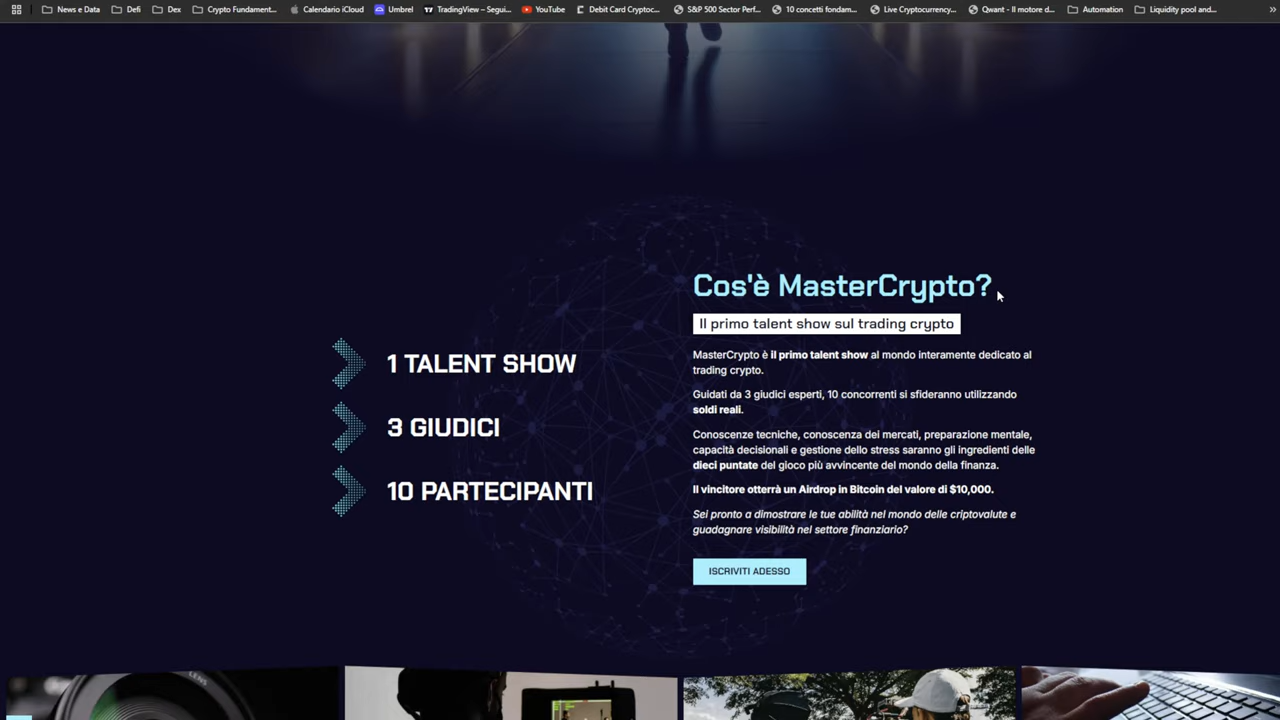 News e Data Defi Dex Crypto Fundament... Calendario iCloud Umbrel TradingView – Segui... YouTube Debit Card Cryptoc... S&P 500 Sector Perf... 10 concetti fondam... Live Cryptocurrency... Qwant - Il motore d... Automation Liquidity pool and... »
Cos'è MasterCrypto?
Il primo talent show sul trading crypto
MasterCrypto è il primo talent show al mondo interamente dedicato al
trading crypto.
Guidati da 3 giudici esperti, 10 concorrenti si sfideranno utilizzando
soldi reali.
Conoscenze tecniche, conoscenza dei mercati, preparazione mentale,
capacità decisionali e gestione dello stress saranno gli ingredienti delle
dieci puntate del gioco più avvincente del mondo della finanza.
Il vincitore otterrà un Airdrop in Bitcoin del valore di $10,000.
Sei pronto a dimostrare le tue abilità nel mondo delle criptovalute e
guadagnare visibilità nel settore finanziario?
ISCRIVITI ADESSO
1 TALENT SHOW
3 GIUDICI
10 PARTECIPANTI
LENS